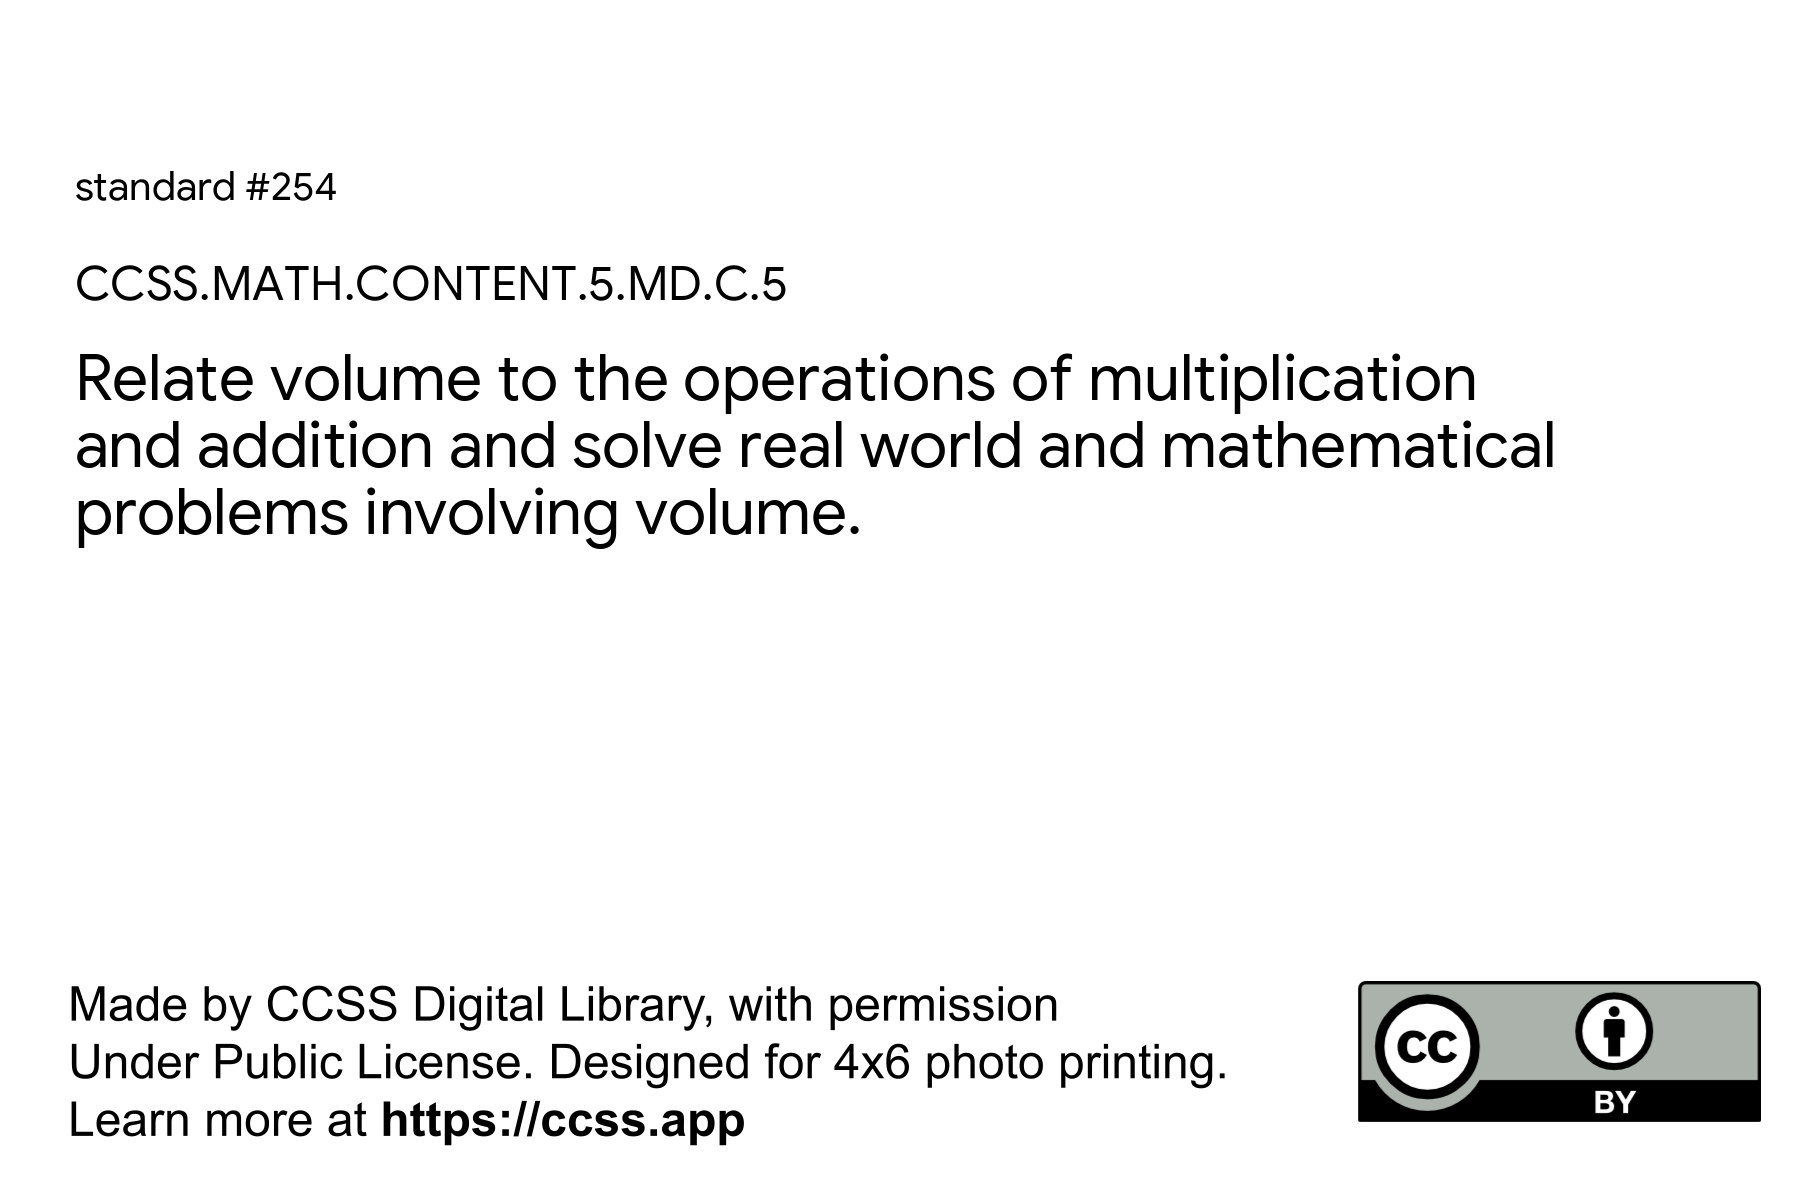 standard #254
CCSS.MATH.CONTENT.5.MD.C.5
Relate volume to the operations of multiplication
and addition and solve real world and mathematical
problems involving volume.
Made by CCSS Digital Library, with permission
Under Public License. Designed for 4x6 photo printing.
Learn more at https://ccss.app
cc
BY